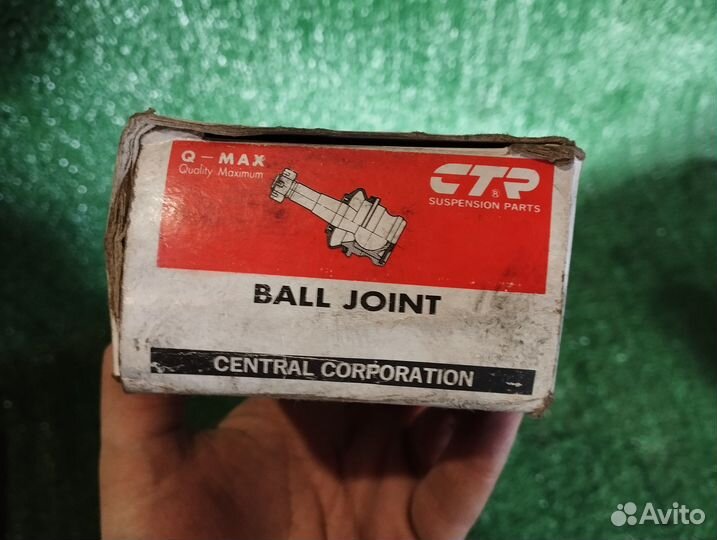 Q – MAX
Quality Maximum
CTR®
SUSPENSION PARTS
BALL JOINT
CENTRAL CORPORATION
Avito